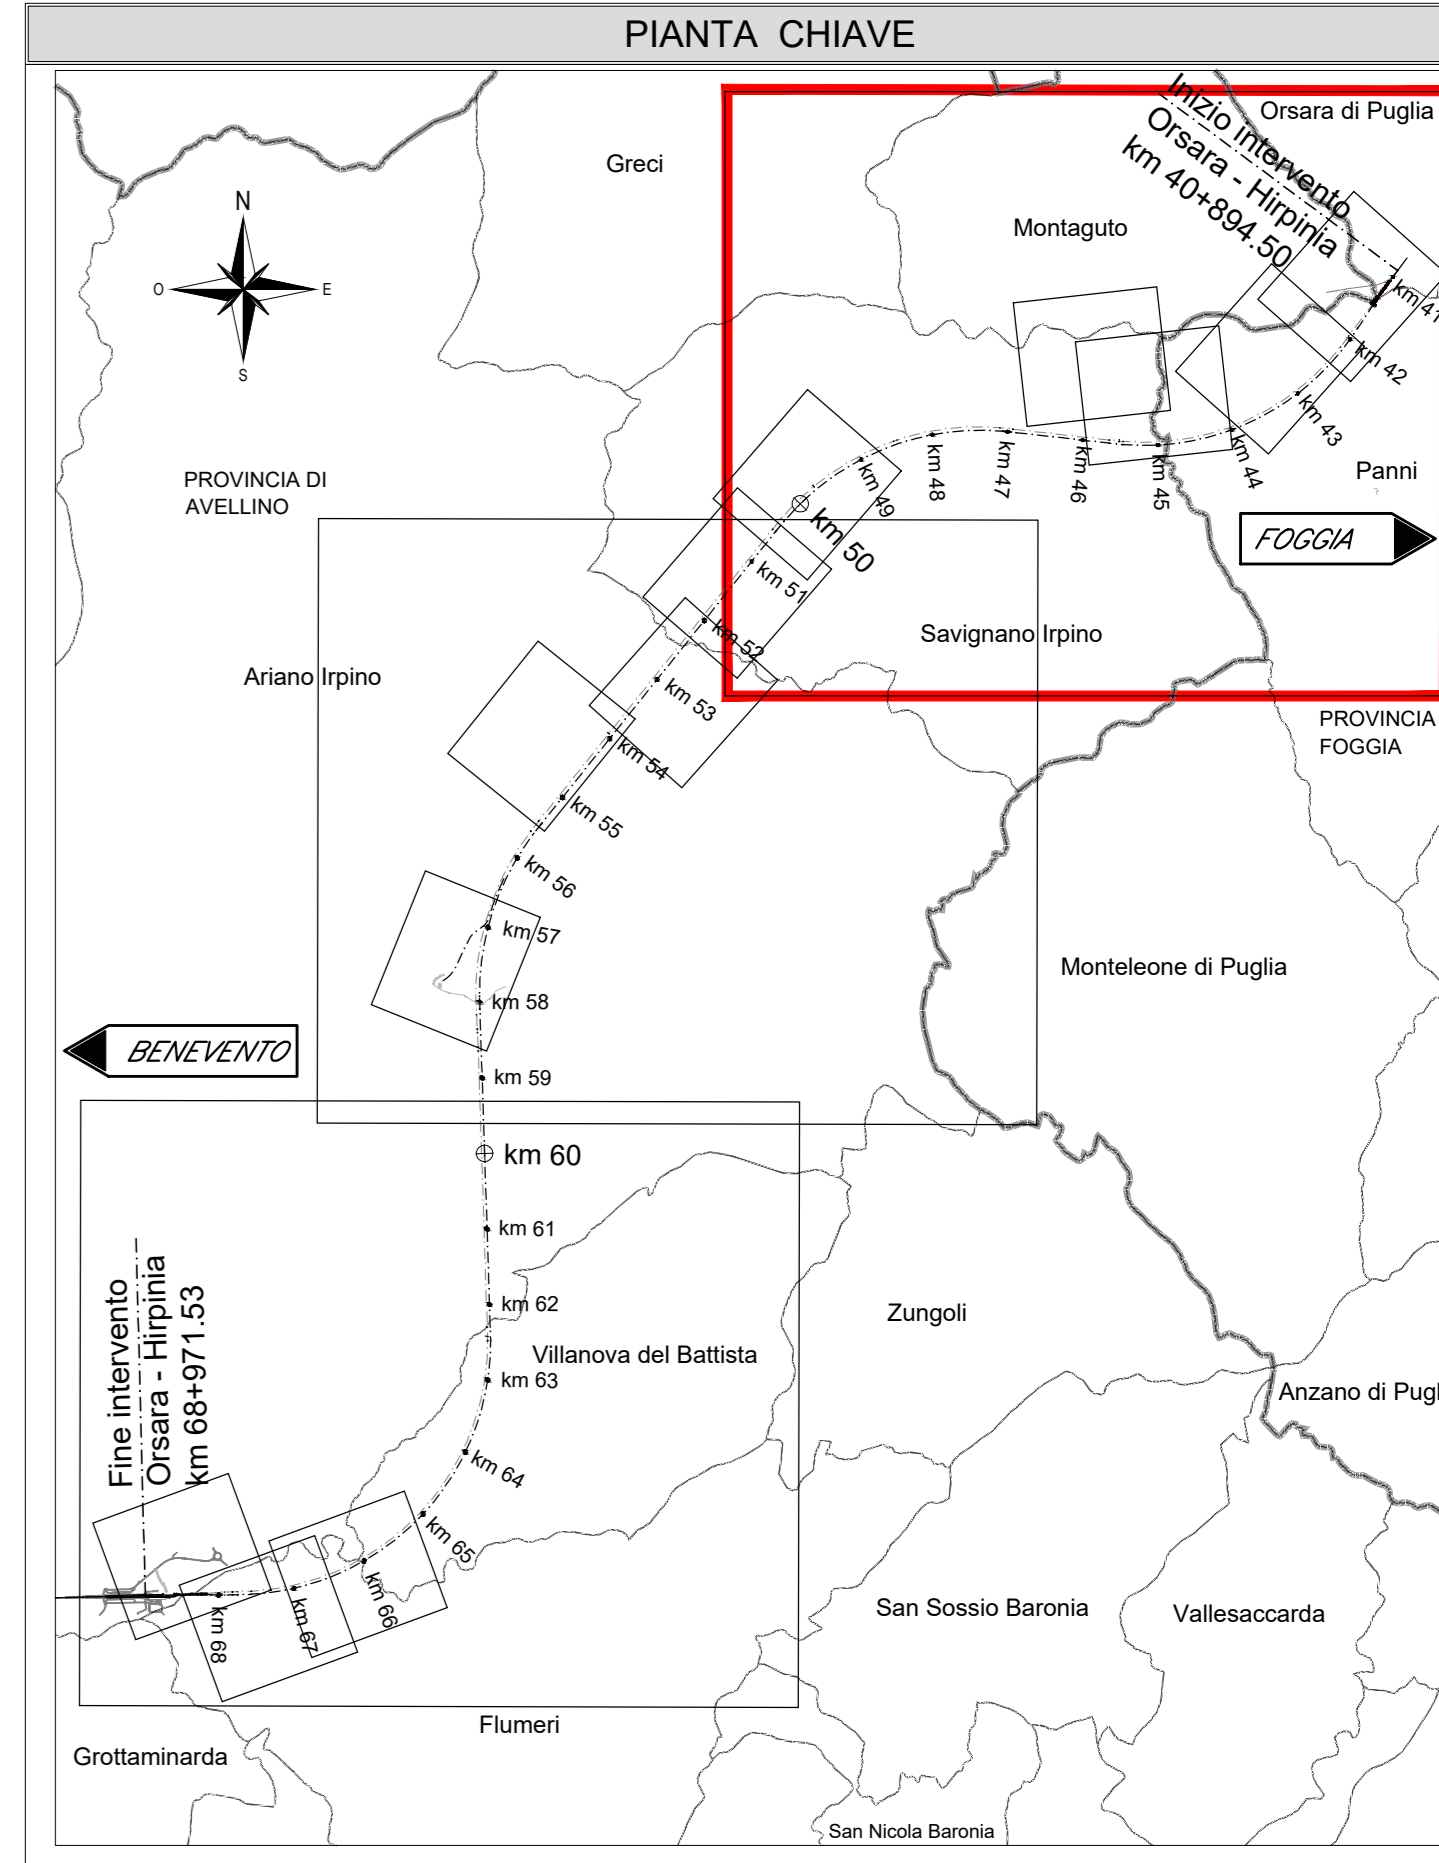 PIANTA CHIAVE
Inizio intervento
Orsara - Hirpinia
km 40+894.50
Orsara di Puglia
Greci
Montaguto
N
O
E
S
km 41
km 42
km 43
km 44
km 45
km 46
km 47
km 48
km 49
km 50
km 51
km 52
km 53
km 54
km 55
km 56
km 57
km 58
km 59
km 60
km 61
km 62
km 63
km 64
km 65
km 66
km 67
km 68
PROVINCIA DI
AVELLINO
Panni
?
FOGGIA
Savignano Irpino
Ariano Irpino
PROVINCIA
FOGGIA
Monteleone di Puglia
BENEVENTO
Fine intervento
Orsara - Hirpinia
km 68+971.53
Zungoli
Villanova del Battista
Anzano di Pugl
San Sossio Baronia
Vallesaccarda
Flumeri
Grottaminarda
San Nicola Baronia